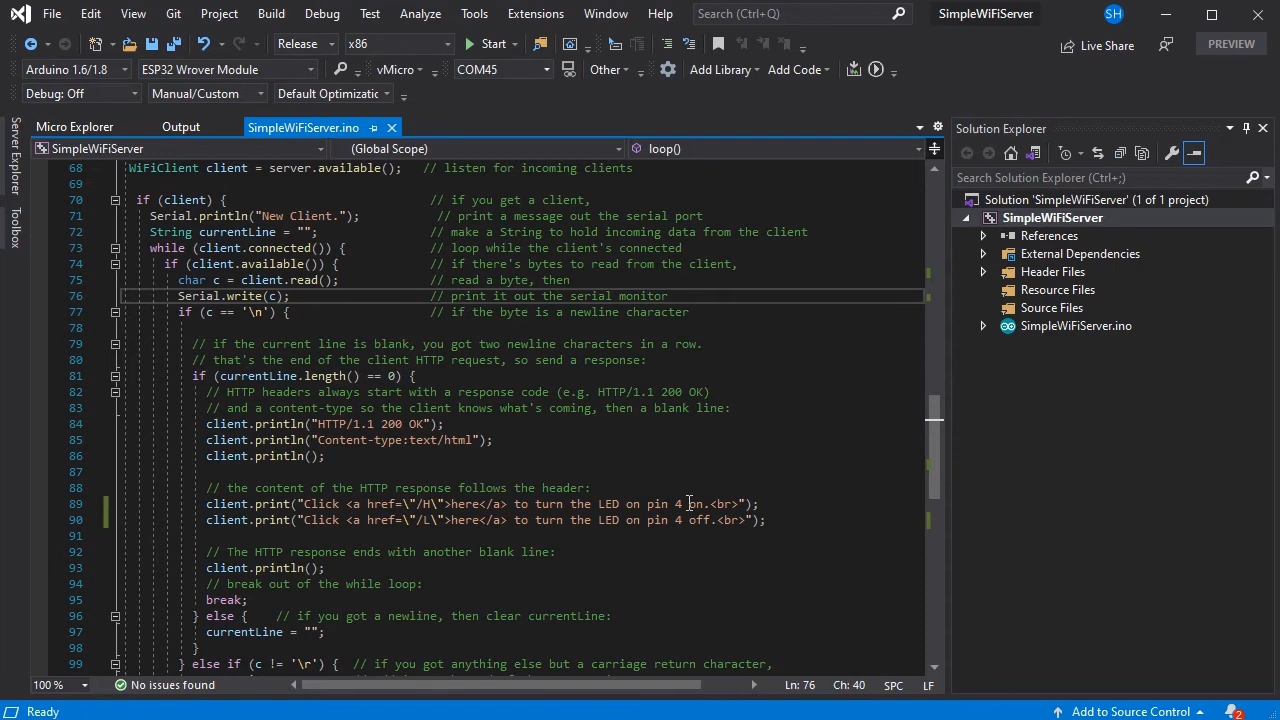 File Edit View Git Project Build Debug Test Analyze Tools Extensions Window Help Search (Ctrl+Q) SimpleWiFiServer SH
Release x86 Start Live Share PREVIEW
Arduino 1.6/1.8 ESP32 Wrover Module vMicro COM45 Other Add Library Add Code
Debug: Off Manual/Custom Default Optimizatic
Server Explorer
Toolbox
Micro Explorer Output SimpleWiFiServer.ino
SimpleWiFiServer (Global Scope) loop()
68 WiFiClient client = server.available(); // listen for incoming clients
69
70 if (client) { // if you get a client,
71 Serial.println("New Client."); // print a message out the serial port
72 String currentLine = ""; // make a String to hold incoming data from the client
73 while (client.connected()) { // loop while the client's connected
74 if (client.available()) { // if there's bytes to read from the client,
75 char c = client.read(); // read a byte, then
76 Serial.write(c); // print it out the serial monitor
77 if (c == '\n') { // if the byte is a newline character
78
79 // if the current line is blank, you got two newline characters in a row.
80 // that's the end of the client HTTP request, so send a response:
81 if (currentLine.length() == 0) {
82 // HTTP headers always start with a response code (e.g. HTTP/1.1 200 OK)
83 // and a content-type so the client knows what's coming, then a blank line:
84 client.println("HTTP/1.1 200 OK");
85 client.println("Content-type:text/html");
86 client.println();
87
88 // the content of the HTTP response follows the header:
89 client.print("Click <a href=\"/H\">here</a> to turn the LED on pin 4 on.<br>");
90 client.print("Click <a href=\"/L\">here</a> to turn the LED on pin 4 off.<br>");
91
92 // The HTTP response ends with another blank line:
93 client.println();
94 // break out of the while loop:
95 break;
96 } else { // if you got a newline, then clear currentLine:
97 currentLine = "";
98 }
99 } else if (c != '\r') { // if you got anything else but a carriage return character,
100 % No issues found Ln: 76 Ch: 40 SPC LF
Solution Explorer
Search Solution Explorer (Ctrl+;)
Solution 'SimpleWiFiServer' (1 of 1 project)
SimpleWiFiServer
References
External Dependencies
Header Files
Resource Files
Source Files
SimpleWiFiServer.ino
Ready Add to Source Control 2